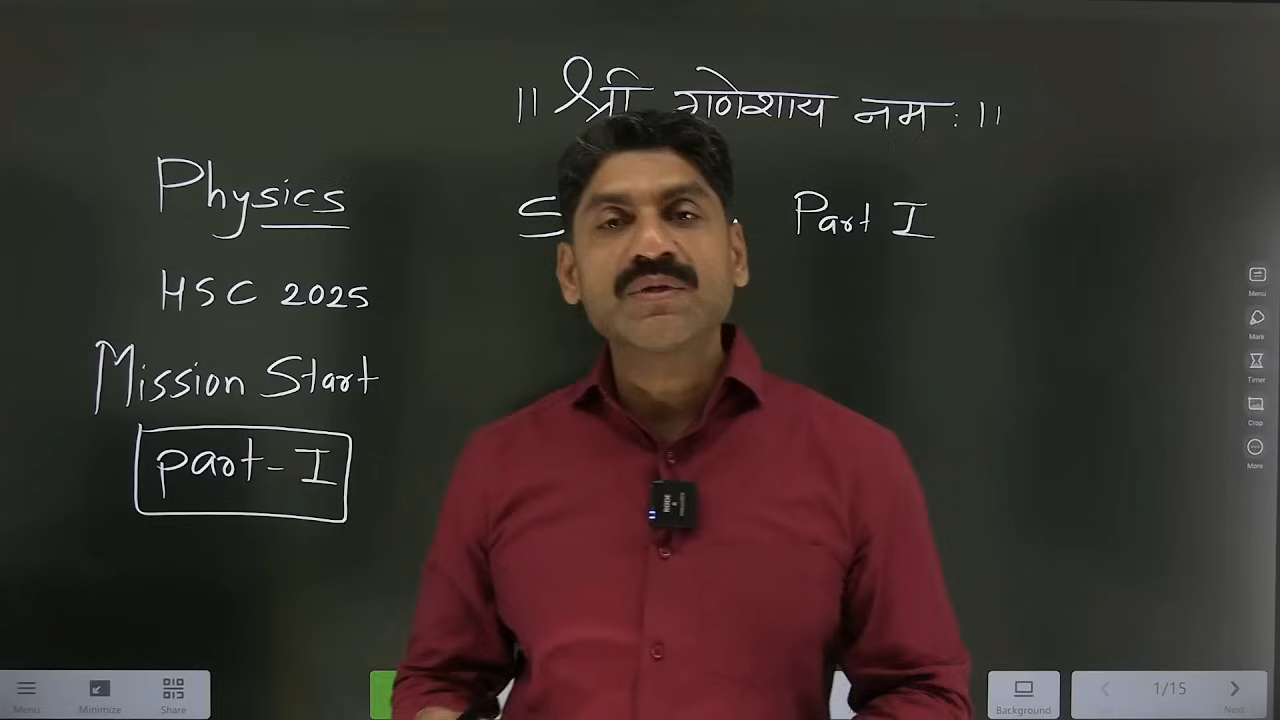 ॥ श्री गणेशाय नमः ॥
Physics
Part I
HSC 2025
Mission Start
Part-I
RODE
Menu
Mark
Timer
Crop
More
Menu
Minimize
Share
Background
1/15
Next